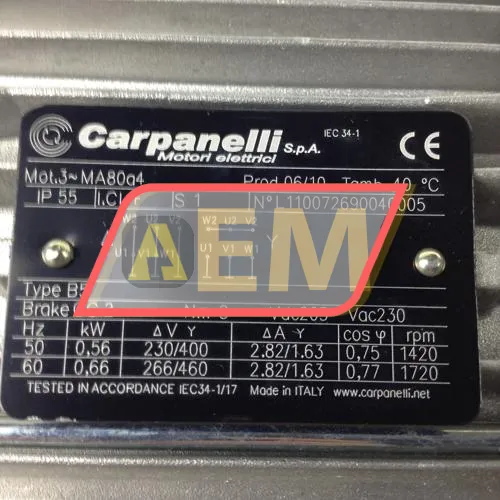 Carpanelli S.p.A. IEC 34-1 CE
Motori elettrici
Mot.3~MA80a4 Prod.06/10 Tamb. 40 °C
IP 55 I.Cl. S 1 N°L110072690040005
W2 U2 V2
U1 V1 W1
AEM
Type B5
Brake Vac230
Hz kW Δ V Y Δ A Y cos φ rpm
50 0,56 230/400 2.82/1.63 0,75 1420
60 0,66 266/460 2.82/1.63 0,77 1720
TESTED IN ACCORDANCE IEC34-1/17 Made in ITALY www.carpanelli.net